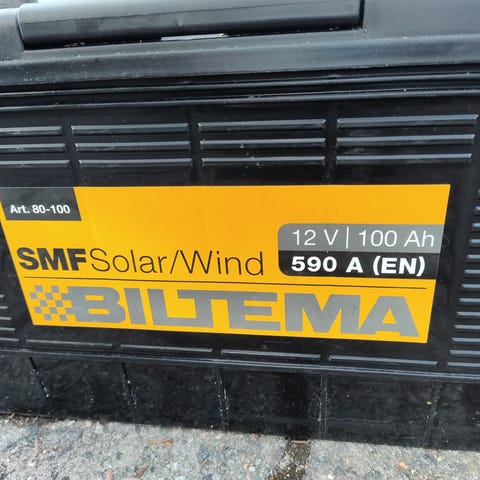 Art. 80-100
SMF Solar/Wind
12 V | 100 Ah
590 A (EN)
BILTEMA